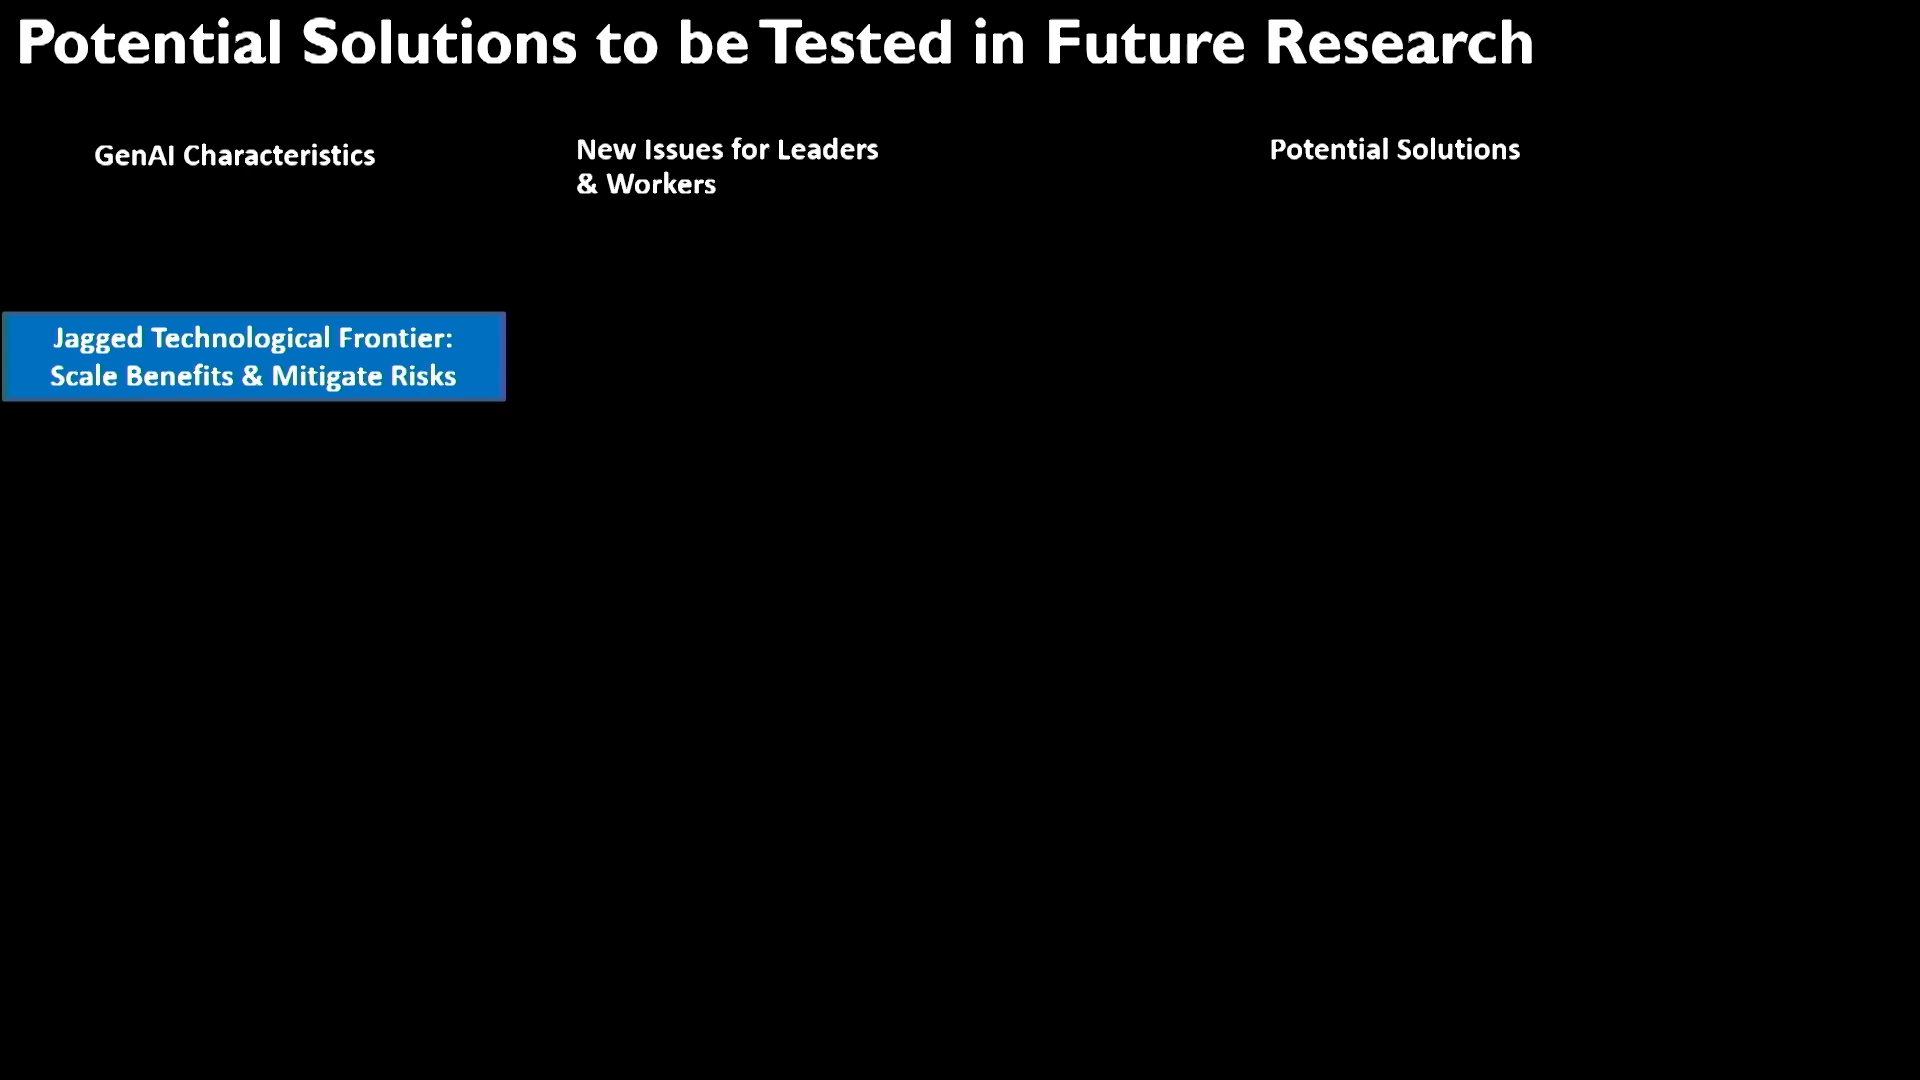 Potential Solutions to be Tested in Future Research
GenAI Characteristics
New Issues for Leaders
& Workers
Potential Solutions
Jagged Technological Frontier:
Scale Benefits & Mitigate Risks